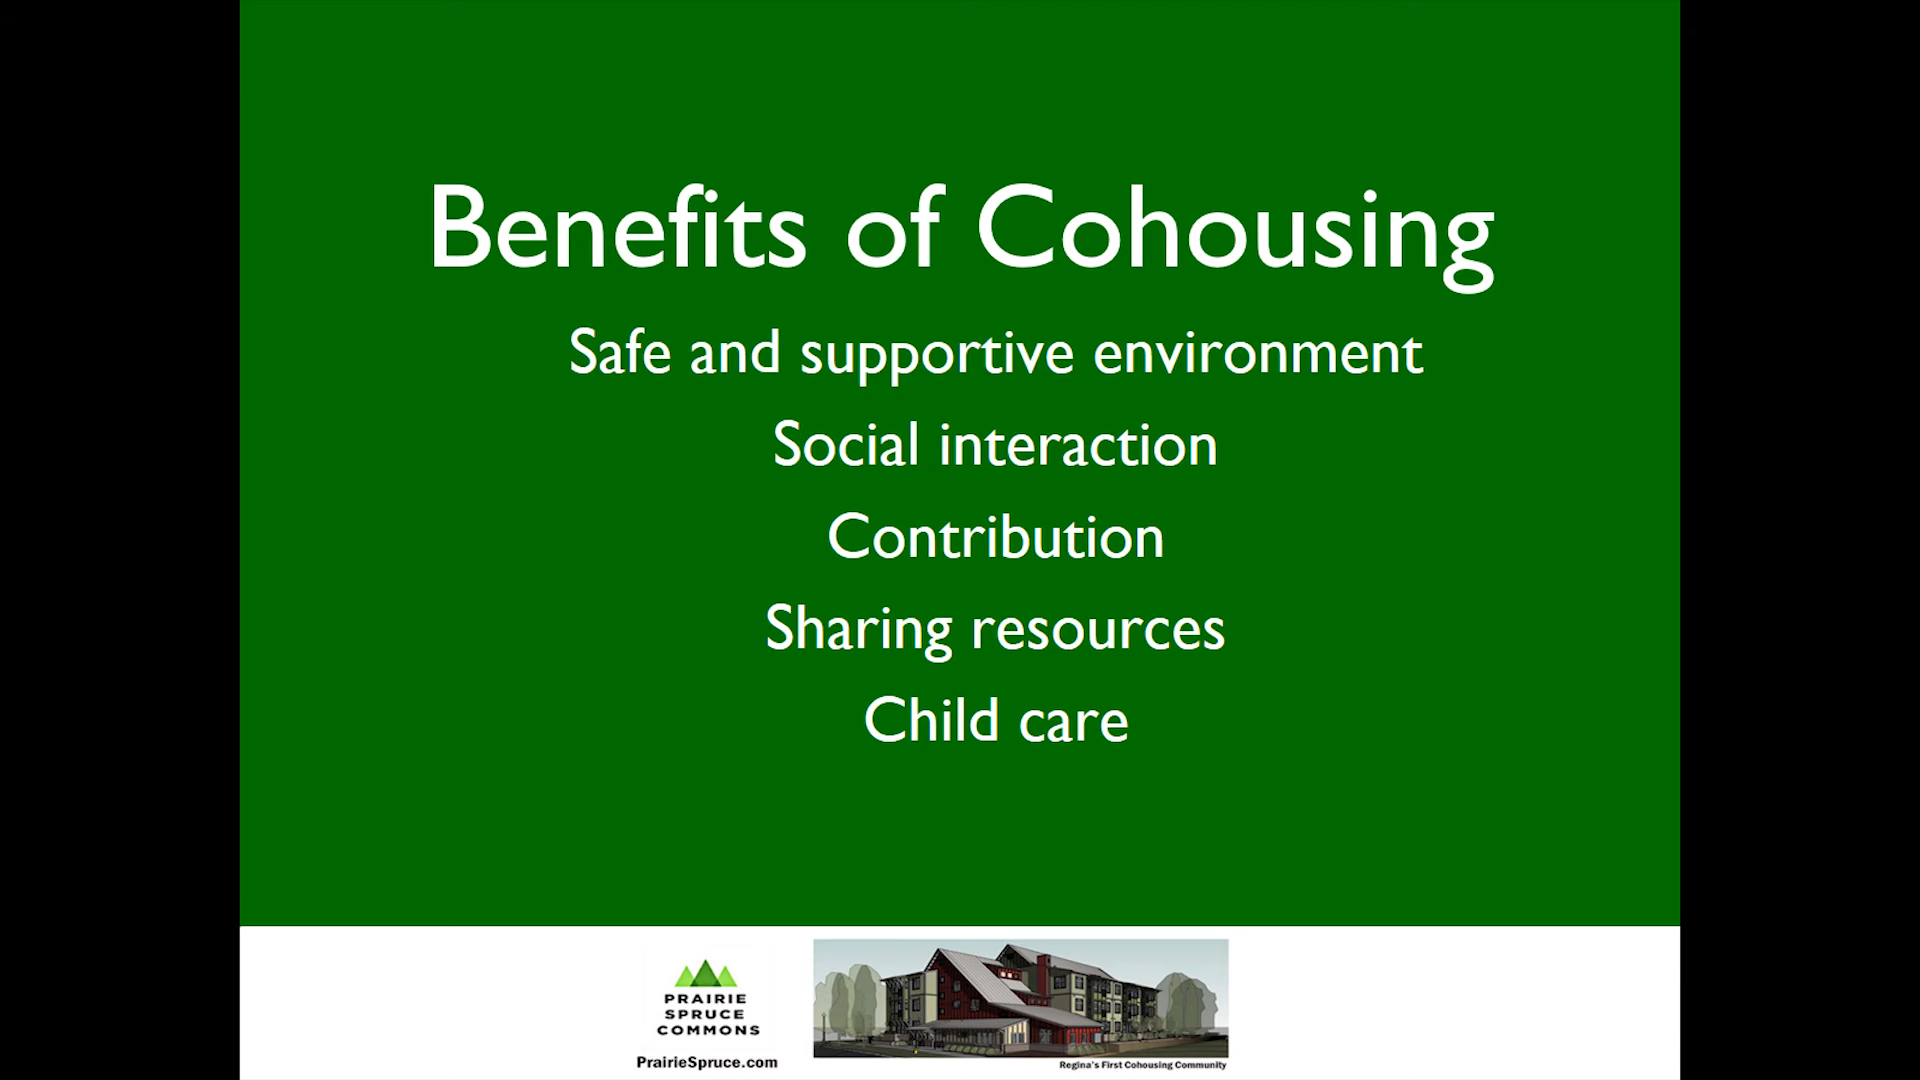 Benefits of Cohousing
Safe and supportive environment
Social interaction
Contribution
Sharing resources
Child care
PRAIRIE
SPRUCE
COMMONS
PrairieSpruce.com
Regina's First Cohousing Community